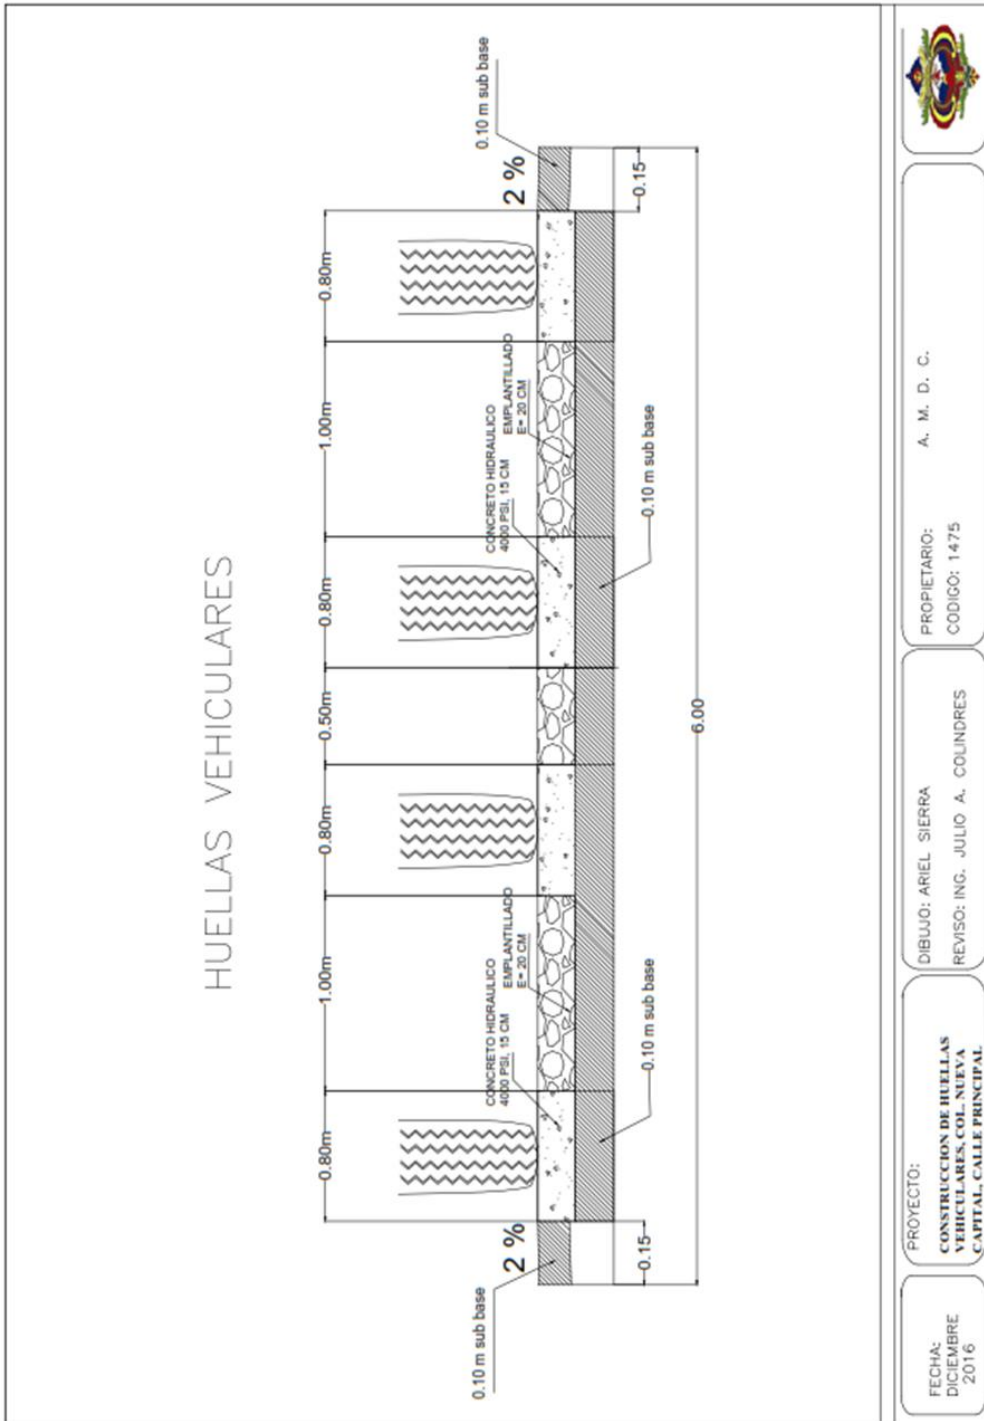 HUELLAS VEHICULARES
0.80m
1.00m
0.80m
0.50m
0.80m
1.00m
0.80m
0.10 m sub base
2 %
CONCRETO HIDRAULICO
4000 PSI, 15 CM
EMPLANTILLADO
E= 20 CM
CONCRETO HIDRAULICO
4000 PSI, 15 CM
EMPLANTILLADO
E= 20 CM
2 %
0.10 m sub base
0.15
0.10 m sub base
0.10 m sub base
0.15
6.00
FECHA:
DICIEMBRE
2016
PROYECTO:
CONSTRUCCION DE HUELLAS
VEHICULARES, COL. NUEVA
CAPITAL, CALLE PRINCIPAL
DIBUJO: ARIEL SIERRA
REVISO: ING. JULIO A. COLINDRES
PROPIETARIO: A. M. D. C.
CODIGO: 1475